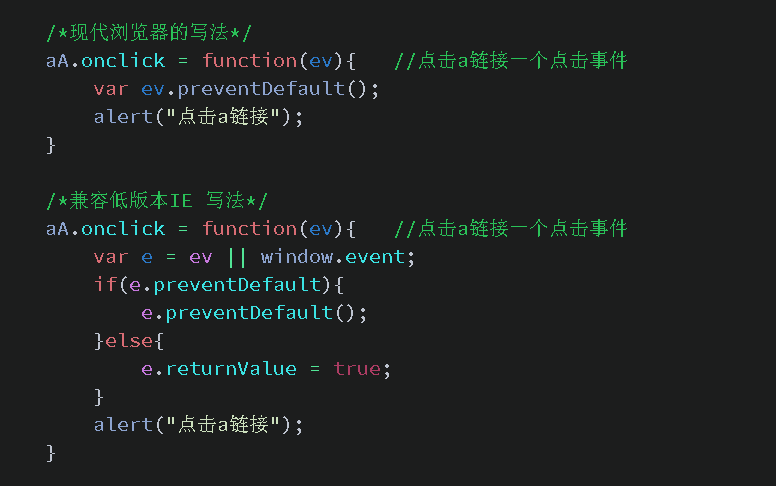 /*现代浏览器的写法*/
aA.onclick = function(ev){   //点击a链接一个点击事件
    var ev.preventDefault();
    alert("点击a链接");
}

/*兼容低版本IE 写法*/
aA.onclick = function(ev){   //点击a链接一个点击事件
    var e = ev || window.event;
    if(e.preventDefault){
        e.preventDefault();
    }else{
        e.returnValue = true;
    }
    alert("点击a链接");
}